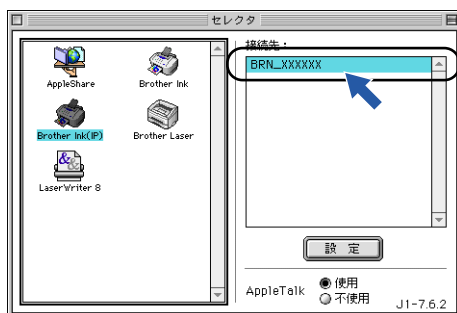 セレクタ
AppleShare
Brother Ink
Brother Ink(IP)
Brother Laser
LaserWriter 8
接続先：
BRN_XXXXXX
設 定
AppleTalk
使用
不使用
J1-7.6.2